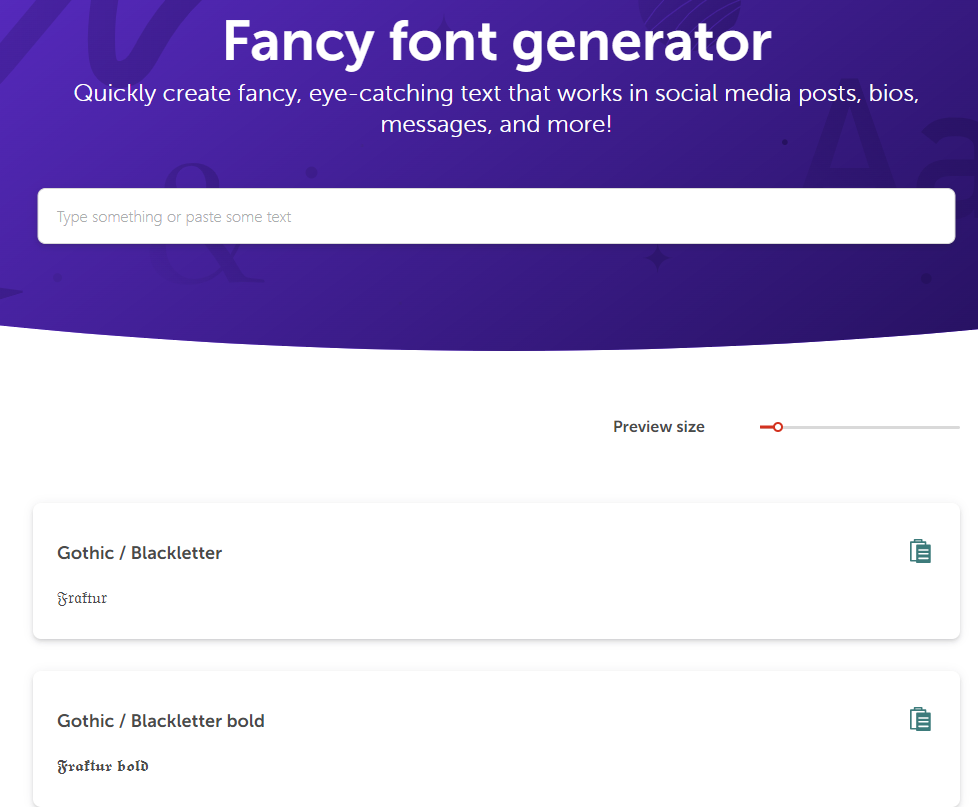 Fancy font generator
Quickly create fancy, eye-catching text that works in social media posts, bios,
messages, and more!
&
Aa
Type something or paste some text
Preview size
Gothic / Blackletter
𝔉𝔯𝔞𝔨𝔱𝔲𝔯
Gothic / Blackletter bold
𝕱𝖗𝖆𝖐𝖙𝖚𝖗 𝖇𝖔𝖑𝖉